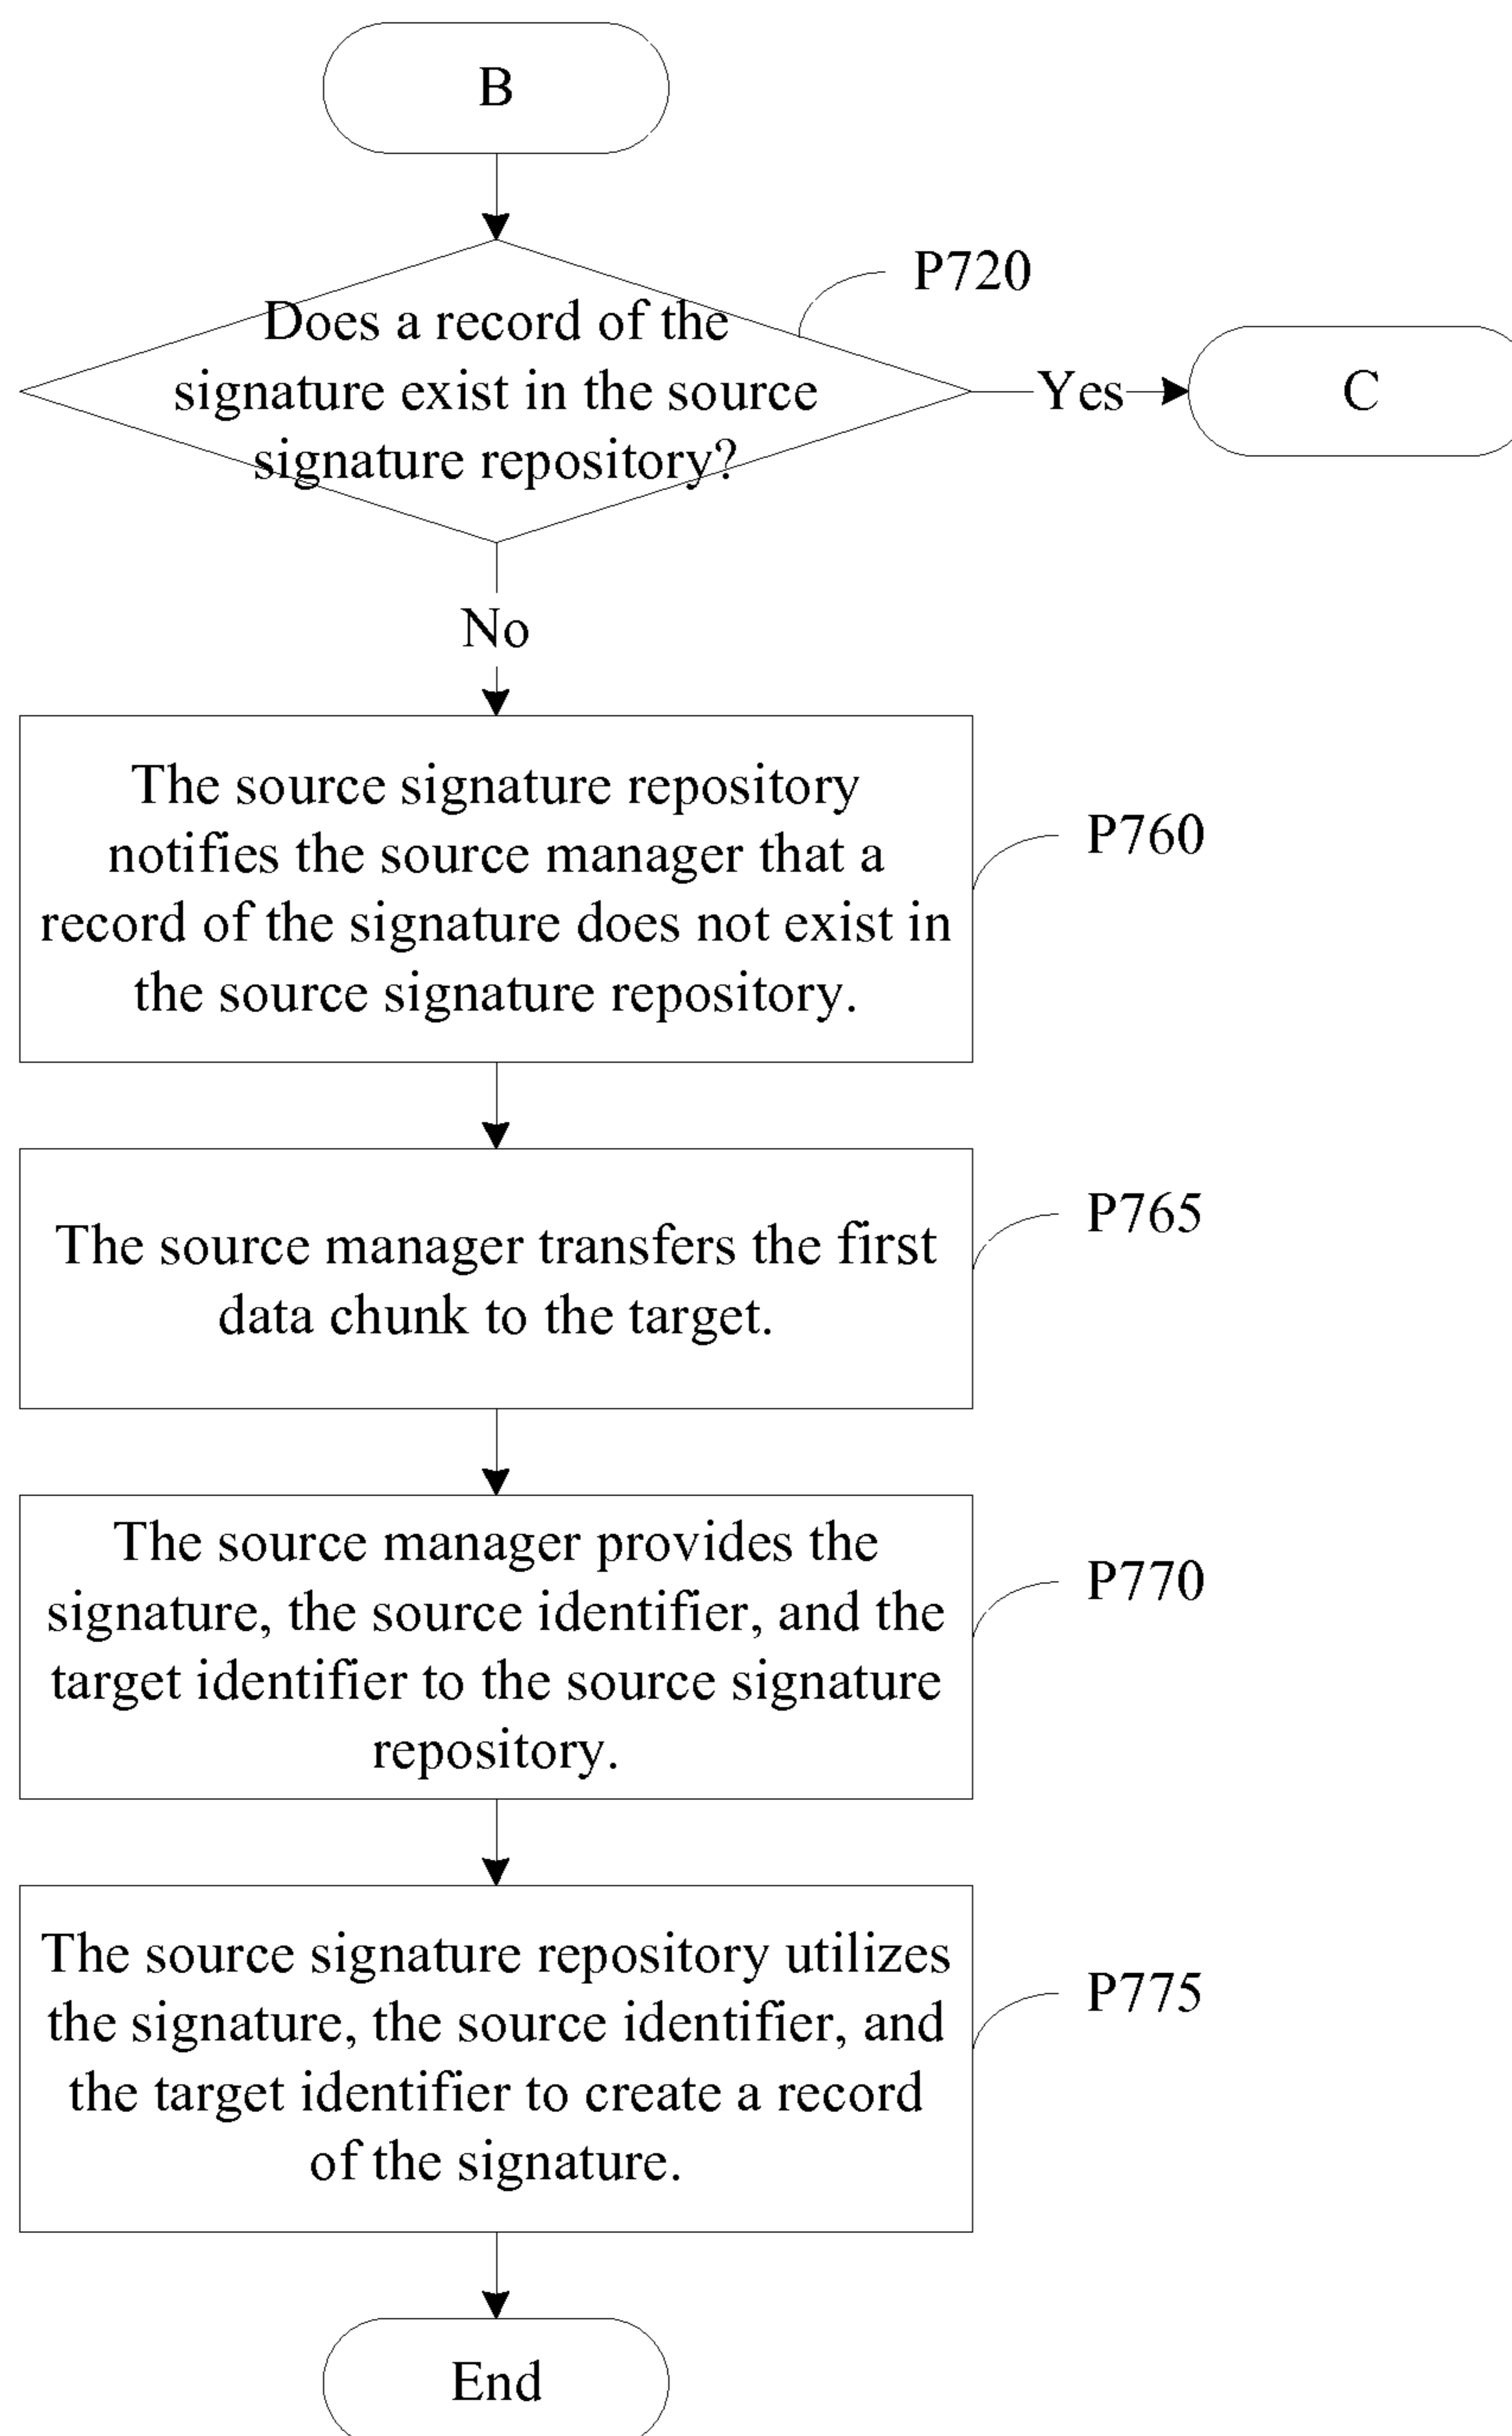 B
P720
Does a record of the
signature exist in the source
signature repository?
Yes
C
No
The source signature repository
notifies the source manager that a
record of the signature does not exist in
the source signature repository.
P760
The source manager transfers the first
data chunk to the target.
P765
The source manager provides the
signature, the source identifier, and the
target identifier to the source signature
repository.
P770
The source signature repository utilizes
the signature, the source identifier, and
the target identifier to create a record
of the signature.
P775
End